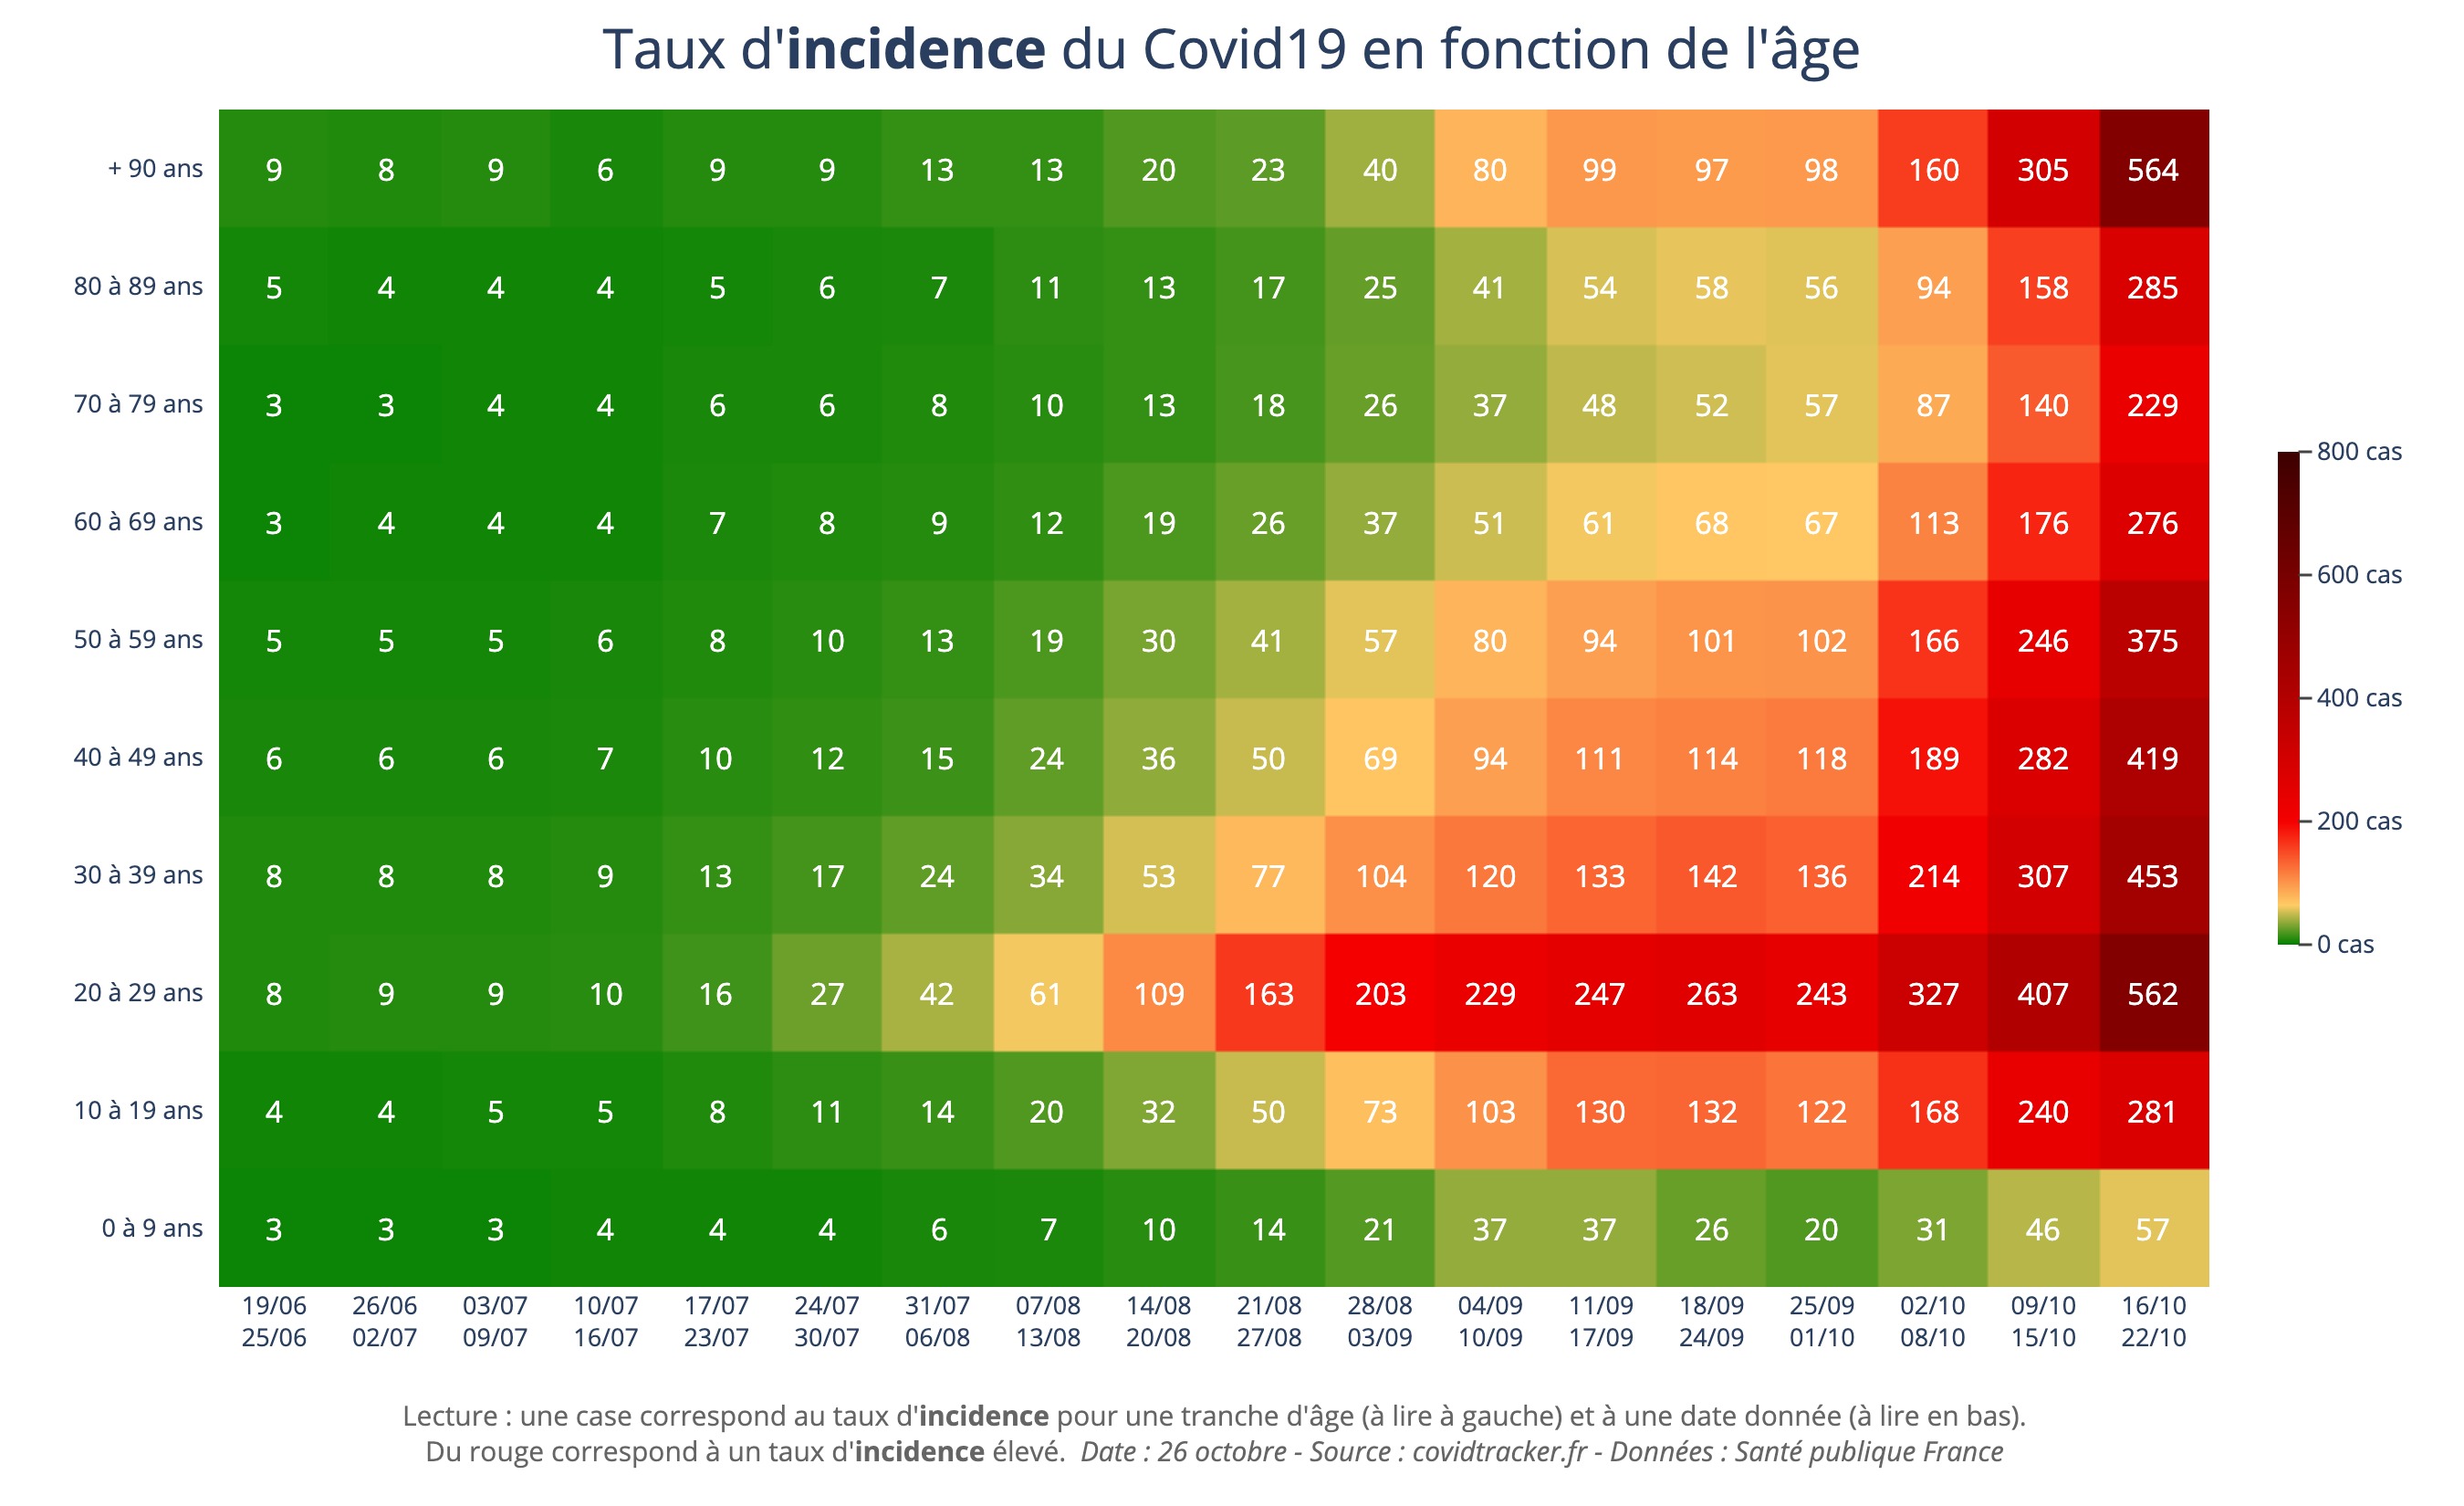 Taux d'incidence du Covid19 en fonction de l'âge
+ 90 ans 9 8 9 6 9 9 13 13 20 23 40 80 99 97 98 160 305 564
80 à 89 ans 5 4 4 4 5 6 7 11 13 17 25 41 54 58 56 94 158 285
70 à 79 ans 3 3 4 4 6 6 8 10 13 18 26 37 48 52 57 87 140 229
800 cas
60 à 69 ans 3 4 4 4 7 8 9 12 19 26 37 51 61 68 67 113 176 276
600 cas
50 à 59 ans 5 5 5 6 8 10 13 19 30 41 57 80 94 101 102 166 246 375
400 cas
40 à 49 ans 6 6 6 7 10 12 15 24 36 50 69 94 111 114 118 189 282 419
200 cas
30 à 39 ans 8 8 8 9 13 17 24 34 53 77 104 120 133 142 136 214 307 453
0 cas
20 à 29 ans 8 9 9 10 16 27 42 61 109 163 203 229 247 263 243 327 407 562
10 à 19 ans 4 4 5 5 8 11 14 20 32 50 73 103 130 132 122 168 240 281
0 à 9 ans 3 3 3 4 4 4 6 7 10 14 21 37 37 26 20 31 46 57
19/06 26/06 03/07 10/07 17/07 24/07 31/07 07/08 14/08 21/08 28/08 04/09 11/09 18/09 25/09 02/10 09/10 16/10
25/06 02/07 09/07 16/07 23/07 30/07 06/08 13/08 20/08 27/08 03/09 10/09 17/09 24/09 01/10 08/10 15/10 22/10
Lecture : une case correspond au taux d'incidence pour une tranche d'âge (à lire à gauche) et à une date donnée (à lire en bas).
Du rouge correspond à un taux d'incidence élevé. Date : 26 octobre - Source : covidtracker.fr - Données : Santé publique France